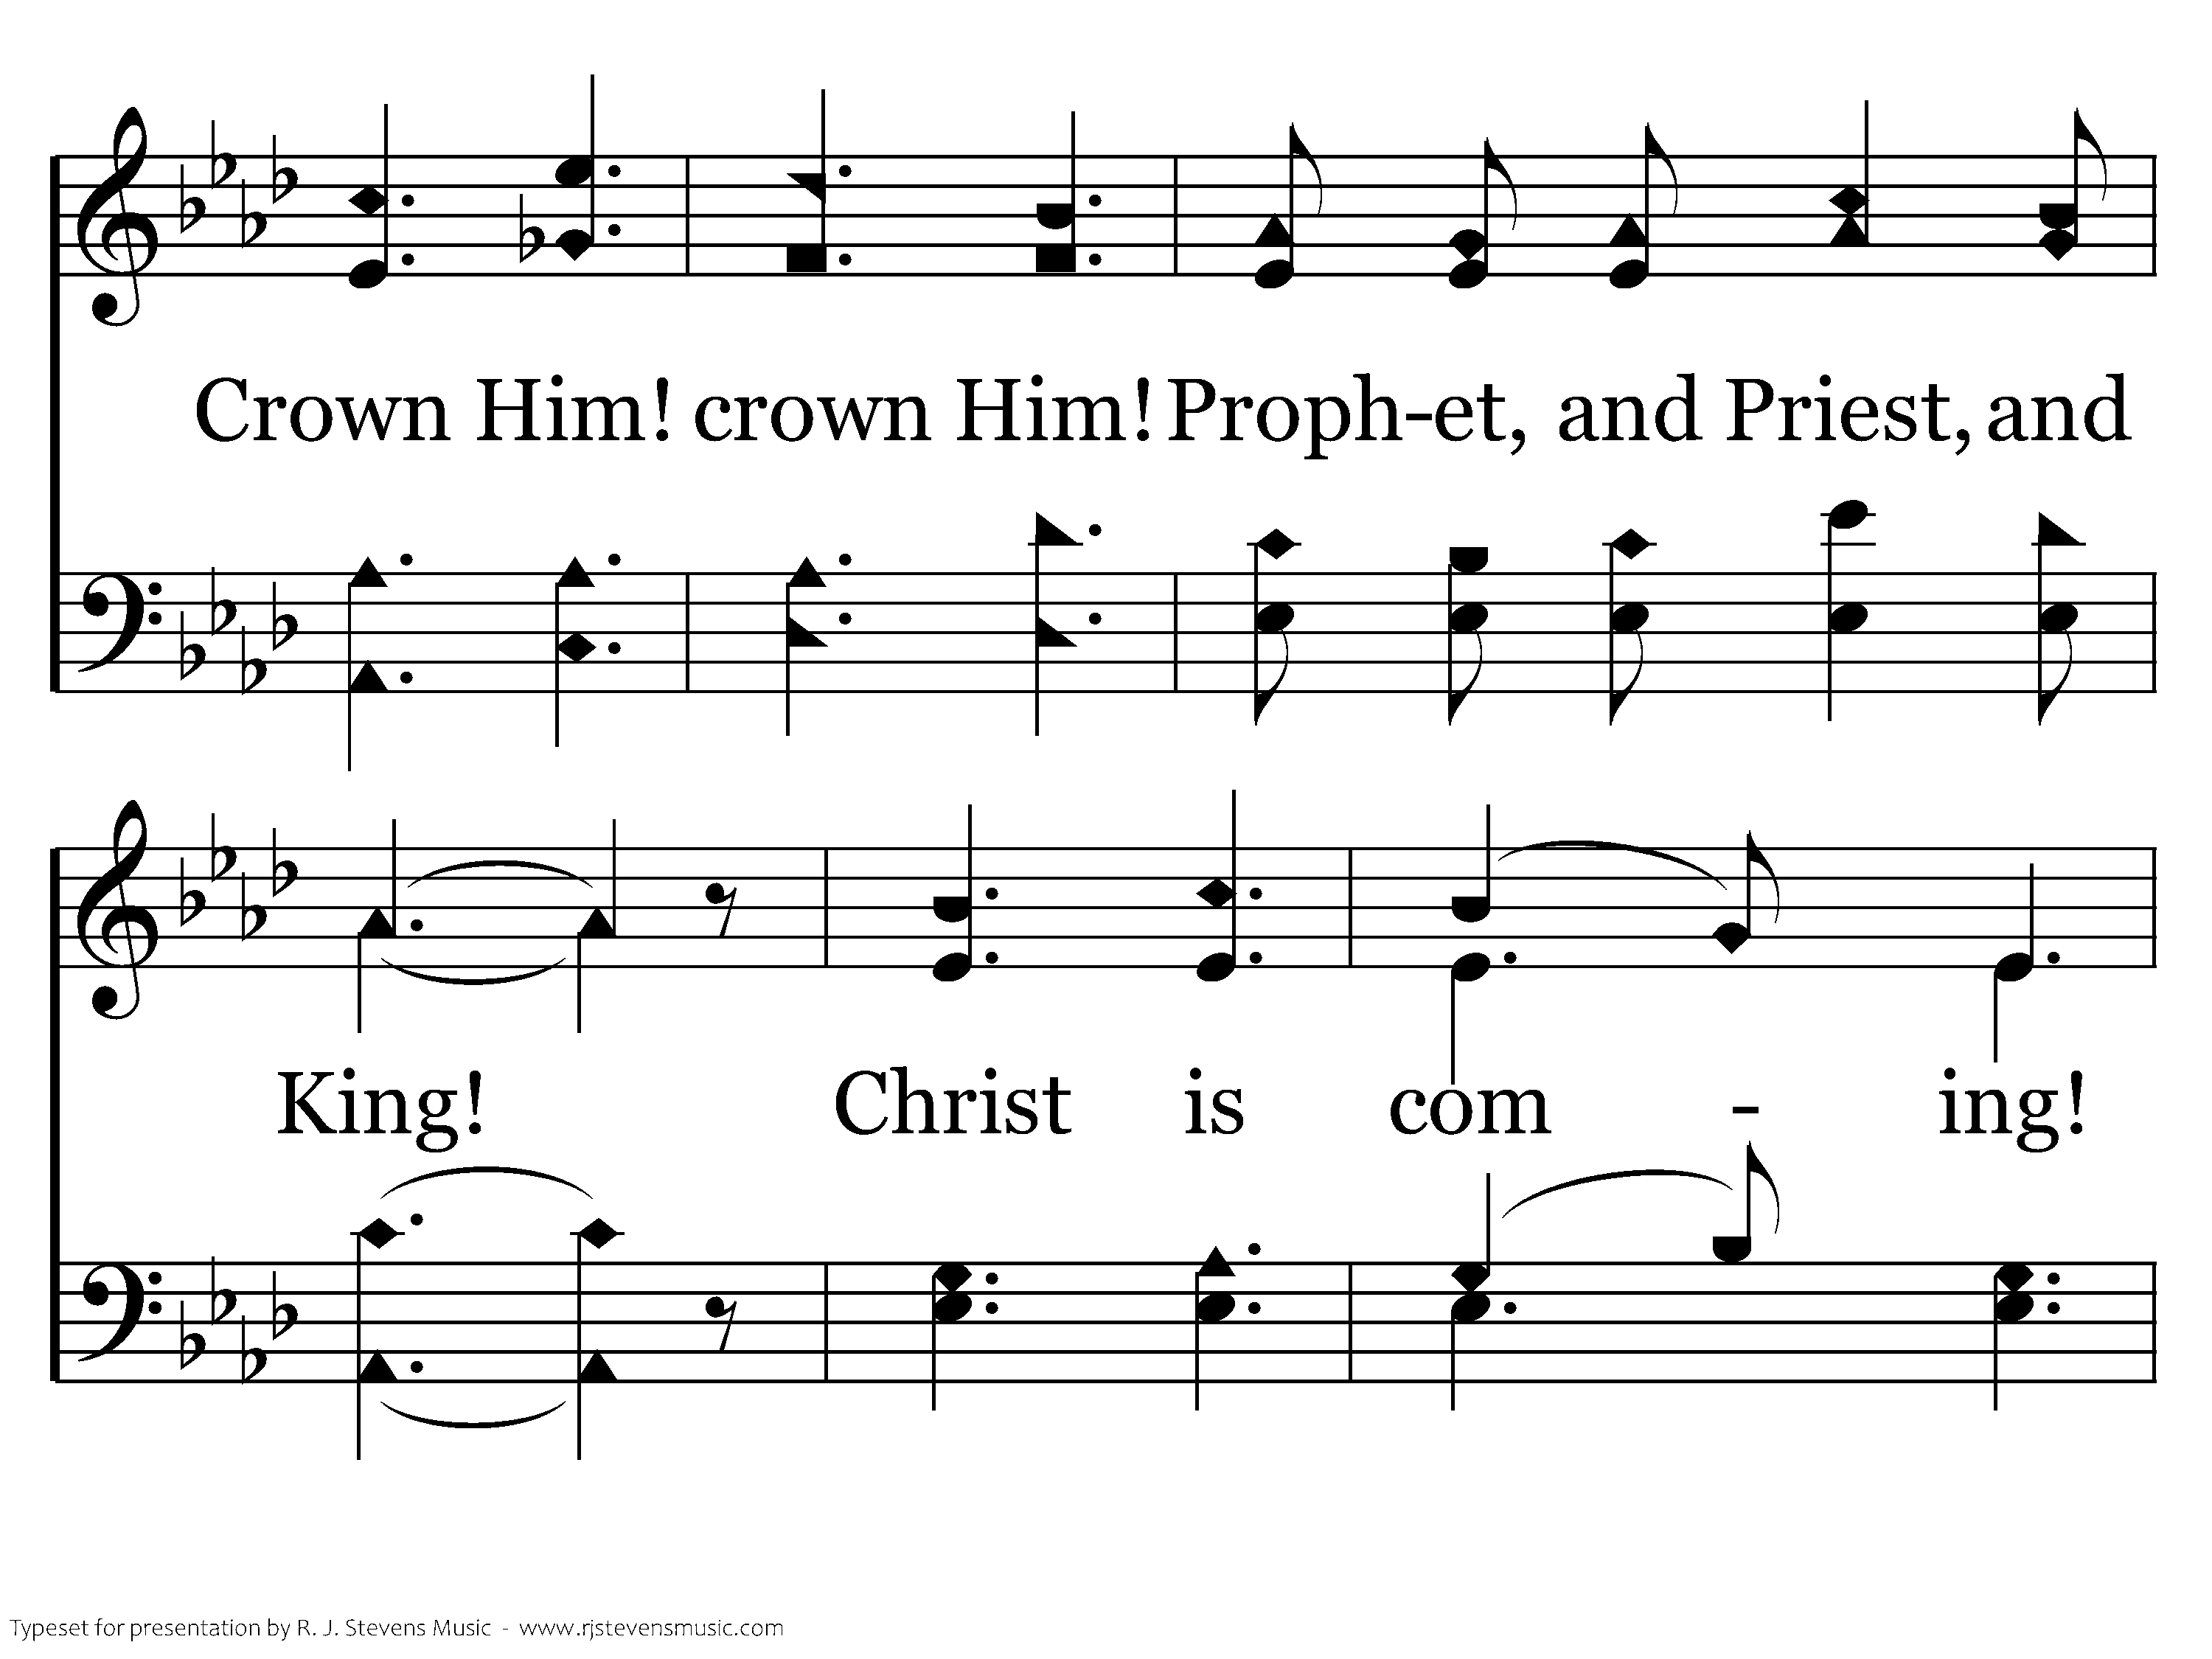 Crown Him! crown Him! Proph-et, and Priest, and
King! Christ is com - ing!
Typeset for presentation by R. J. Stevens Music - www.rjstevensmusic.com